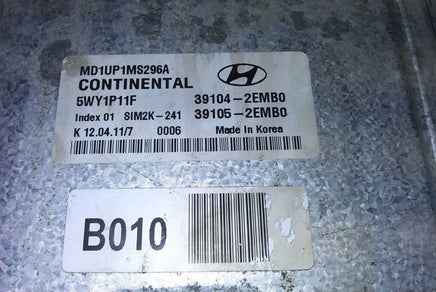 MD1UP1MS296A
CONTINENTAL
5WY1P11F 39104-2EMB0
Index 01 SIM2K-241 39105-2EMB0
K 12.04.11/7 0006 Made in Korea
B010